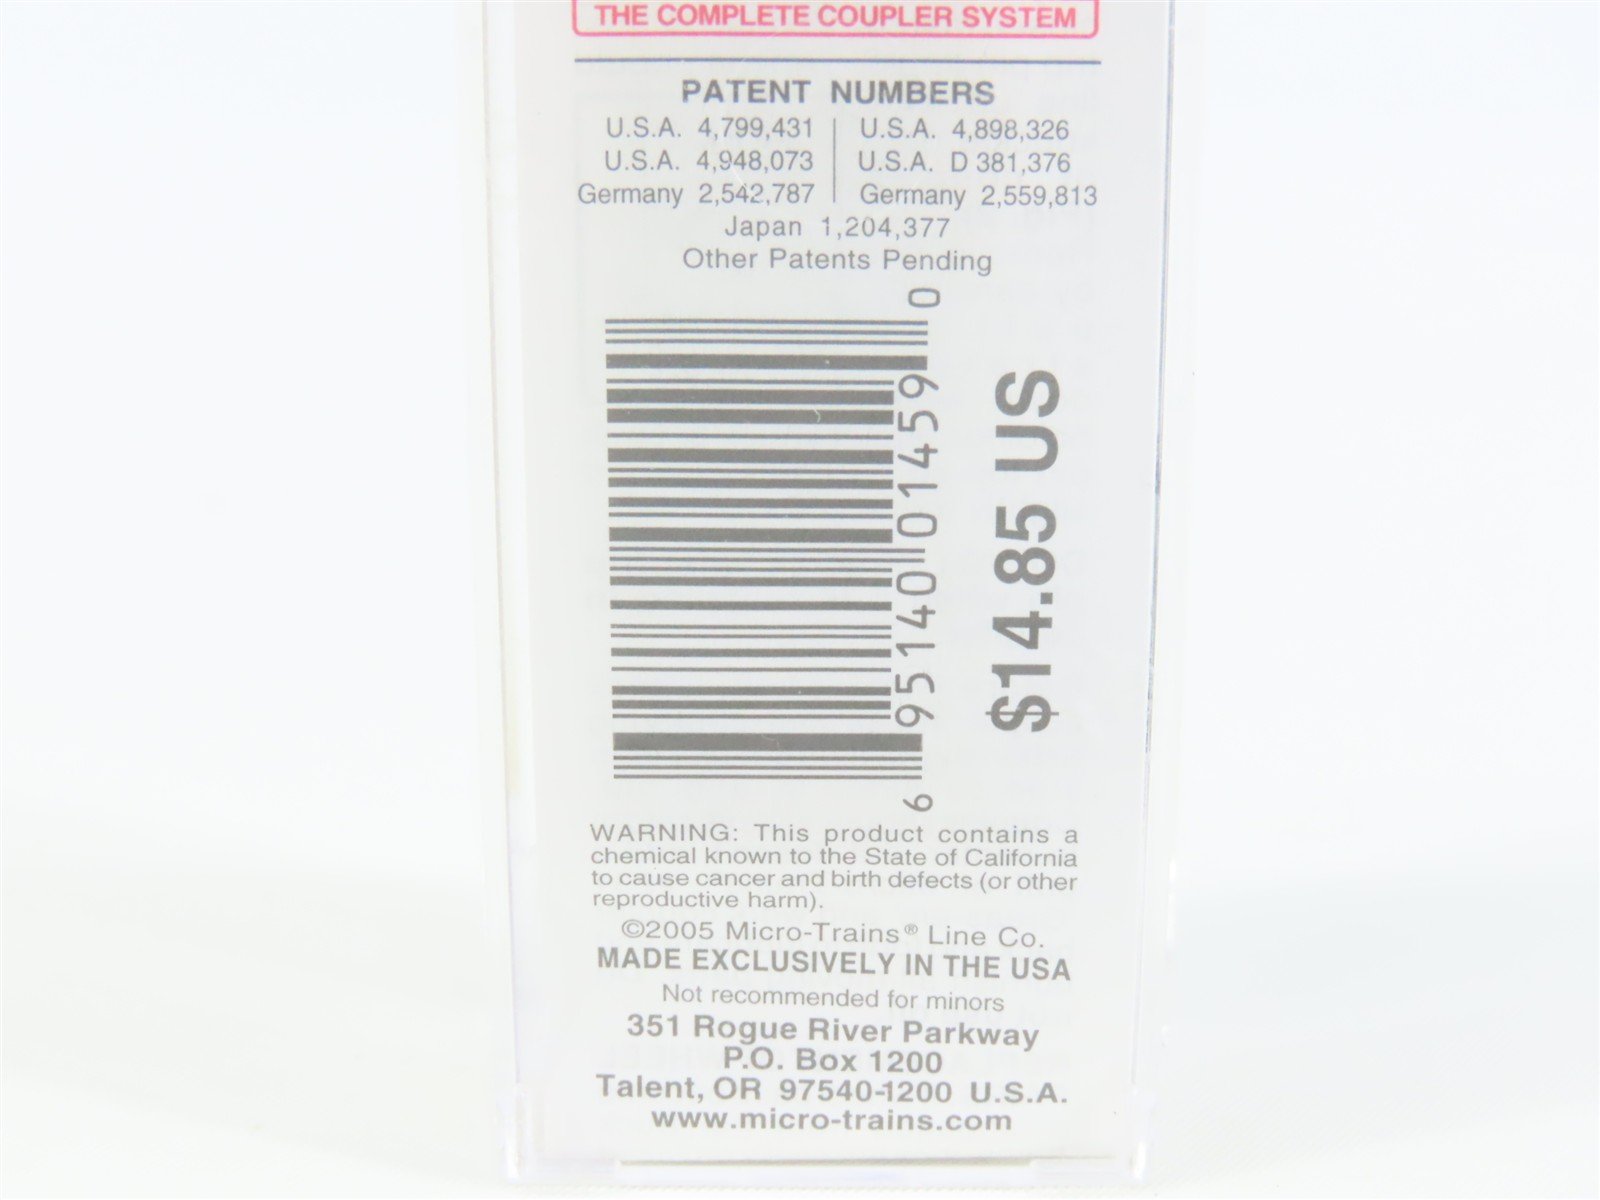 THE COMPLETE COUPLER SYSTEM
PATENT NUMBERS
U.S.A. 4,799,431 U.S.A. 4,898,326
U.S.A. 4,948,073 U.S.A. D 381,376
Germany 2,542,787 Germany 2,559,813
Japan 1,204,377
Other Patents Pending
6 95140 01459 0
$14.85 US
WARNING: This product contains a
chemical known to the State of California
to cause cancer and birth defects (or other
reproductive harm).
©2005 Micro-Trains® Line Co.
MADE EXCLUSIVELY IN THE USA
Not recommended for minors
351 Rogue River Parkway
P.O. Box 1200
Talent, OR 97540-1200 U.S.A.
www.micro-trains.com